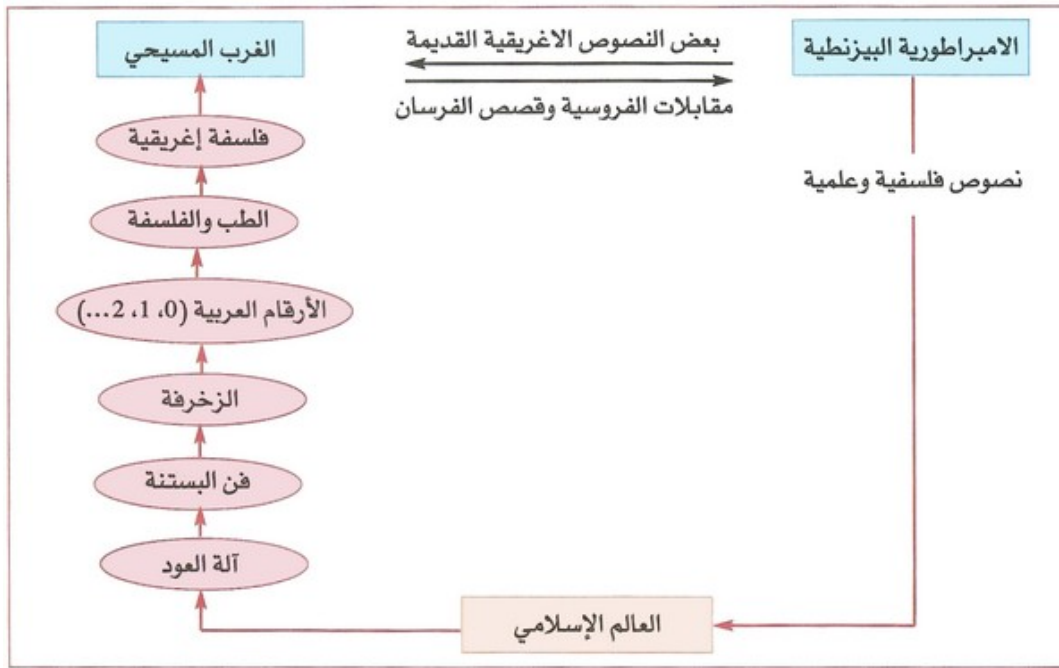 الامبراطورية البيزنطية
بعض النصوص الاغريقية القديمة
مقابلات الفروسية وقصص الفرسان
الغرب المسيحي
نصوص فلسفية وعلمية
فلسفة إغريقية
الطب والفلسفة
الأرقام العربية (0، 1، 2...)
الزخرفة
فن البستنة
آلة العود
العالم الإسلامي